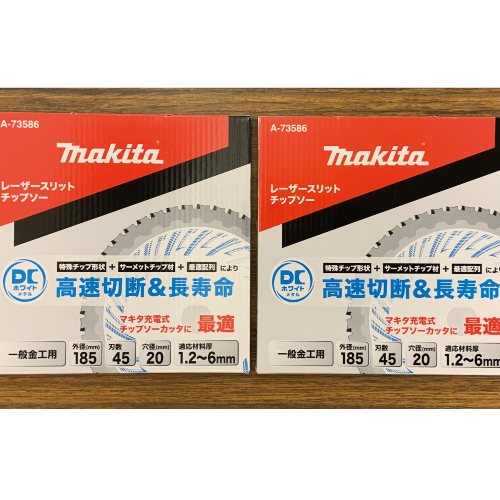 A-73586
makita
レーザースリット
チップソー
特殊チップ形状 + サーメットチップ材 + 最適配列 により
DC
ホワイト
メタル
高速切断&長寿命
マキタ充電式
チップソーカッタに 最適
一般金工用
外径(mm) 185
刃数 45
穴径(mm) 20
適応材料厚 1.2〜6mm
A-73586
makita
レーザースリット
チップソー
特殊チップ形状 + サーメットチップ材 + 最適配列 に
DC
ホワイト
メタル
高速切断&長寿命
マキタ充電式
チップソーカッタに 最適
一般金工用
外径(mm) 185
刃数 45
穴径(mm) 20
適応材料厚 1.2〜6mm